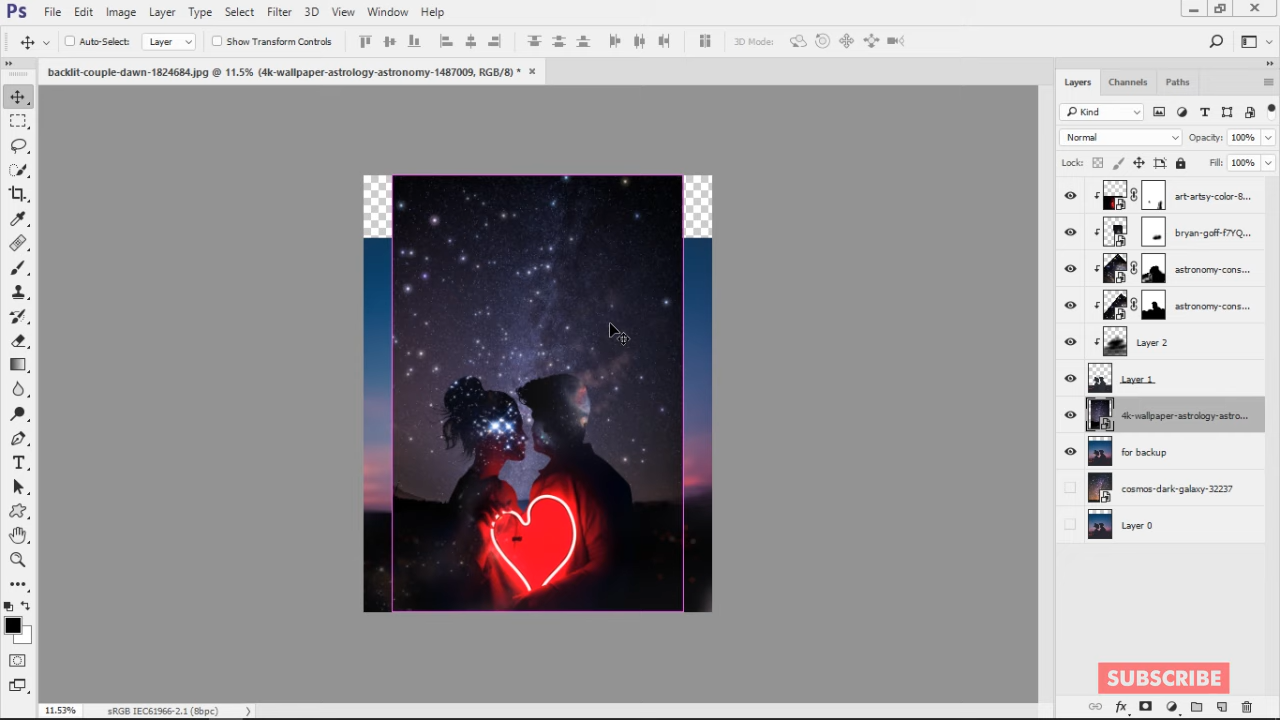 Ps File Edit Image Layer Type Select Filter 3D View Window Help
Auto-Select: Layer Show Transform Controls 3D Mode:
backlit-couple-dawn-1824684.jpg @ 11.5% (4k-wallpaper-astrology-astronomy-1487009, RGB/8) *
Layers Channels Paths
Kind
Normal Opacity: 100%
Lock: Fill: 100%
art-artsy-color-8...
bryan-goff-f7YQ...
astronomy-cons...
astronomy-cons...
Layer 2
Layer 1
4k-wallpaper-astrology-astro...
for backup
cosmos-dark-galaxy-32237
Layer 0
SUBSCRIBE
11.53% sRGB IEC61966-2.1 (8bpc)